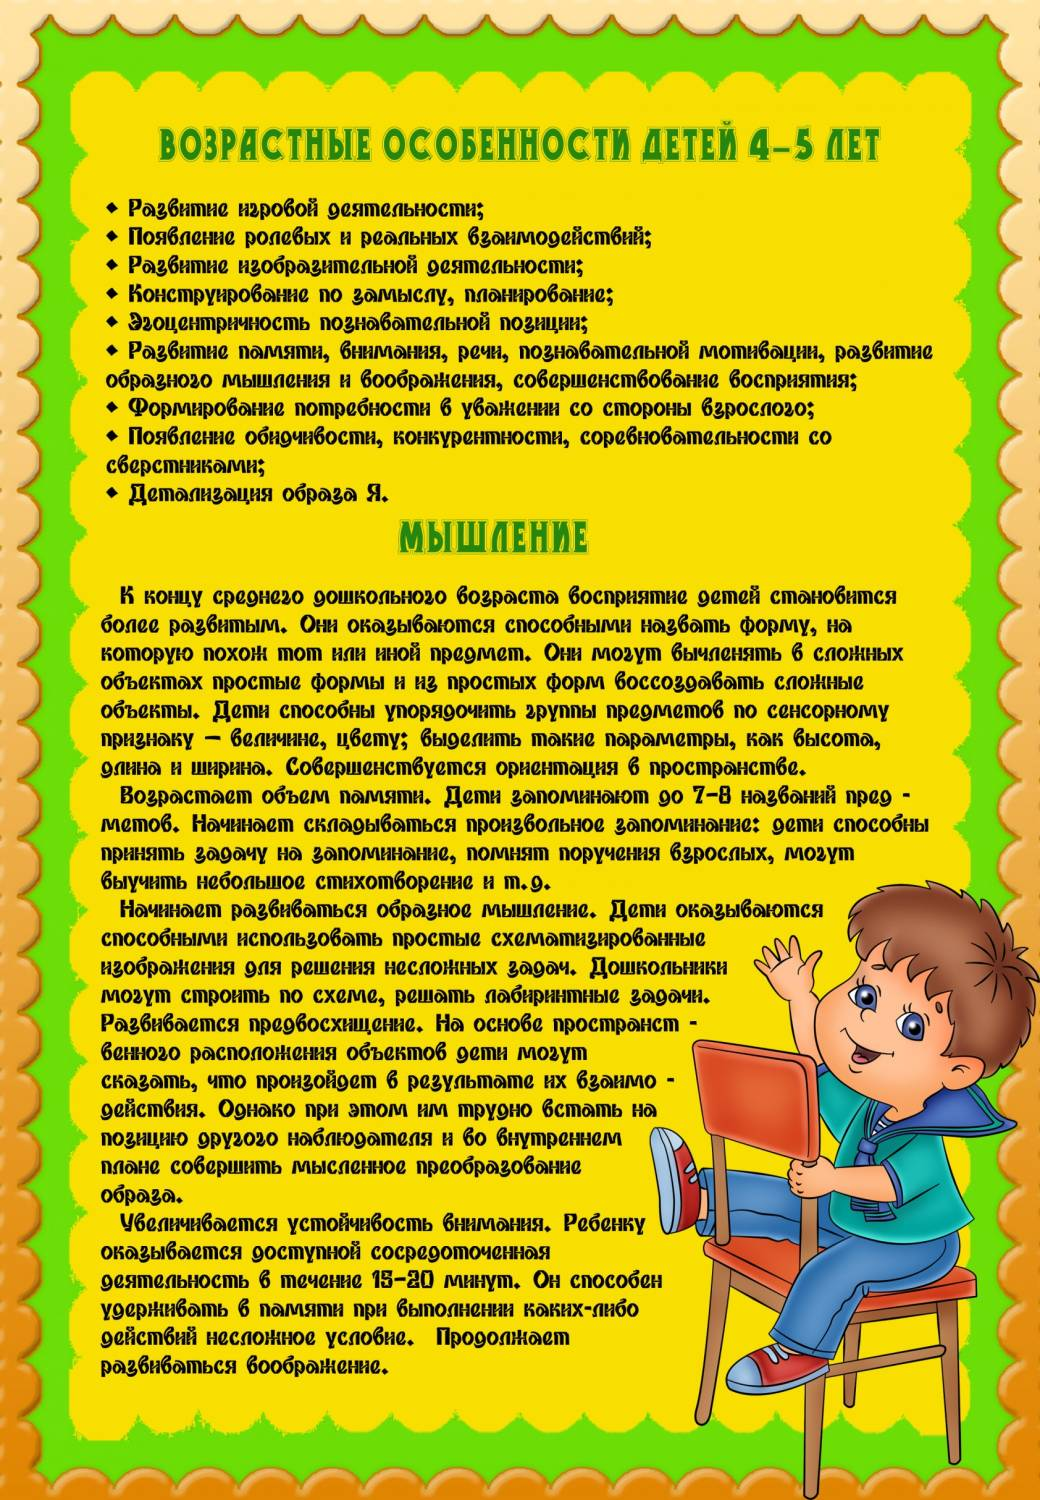 ВОЗРАСТНЫЕ ОСОБЕННОСТИ ДЕТЕЙ 4-5 ЛЕТ
◆ Развитие игровой деятельности;
◆ Появление ролевых и реальных взаимодействий;
◆ Развитие изобразительной деятельности;
◆ Конструирование по замыслу, планирование;
◆ Эгоцентричность познавательной позиции;
◆ Развитие памяти, внимания, речи, познавательной мотивации, развитие
образного мышления и воображения, совершенствование восприятия;
◆ Формирование потребности в уважении со стороны взрослого;
◆ Появление обидчивости, конкурентности, соревновательности со
сверстниками;
◆ Детализация образа Я.
МЫШЛЕНИЕ
К концу среднего дошкольного возраста восприятие детей становится
более развитым. Они оказываются способными назвать форму, на
которую похож тот или иной предмет. Они могут вычленять в сложных
объектах простые формы и из простых форм воссоздавать сложные
объекты. Дети способны упорядочить группы предметов по сенсорному
признаку – величине, цвету; выделить такие параметры, как высота,
длина и ширина. Совершенствуется ориентация в пространстве.
Возрастает объем памяти. Дети запоминают до 7-8 названий пред -
метов. Начинает складываться произвольное запоминание: дети способны
принять задачу на запоминание, помнят поручения взрослых, могут
выучить небольшое стихотворение и т.д.
Начинает развиваться образное мышление. Дети оказываются
способными использовать простые схематизированные
изображения для решения несложных задач. Дошкольники
могут строить по схеме, решать лабиринтные задачи.
Развивается предвосхищение. На основе пространст -
венного расположения объектов дети могут
сказать, что произойдет в результате их взаимо -
действия. Однако при этом им трудно встать на
позицию другого наблюдателя и во внутреннем
плане совершить мысленное преобразование
образа.
Увеличивается устойчивость внимания. Ребенку
оказывается доступной сосредоточенная
деятельность в течение 15-20 минут. Он способен
удерживать в памяти при выполнении каких-либо
действий несложное условие. Продолжает
развиваться воображение.